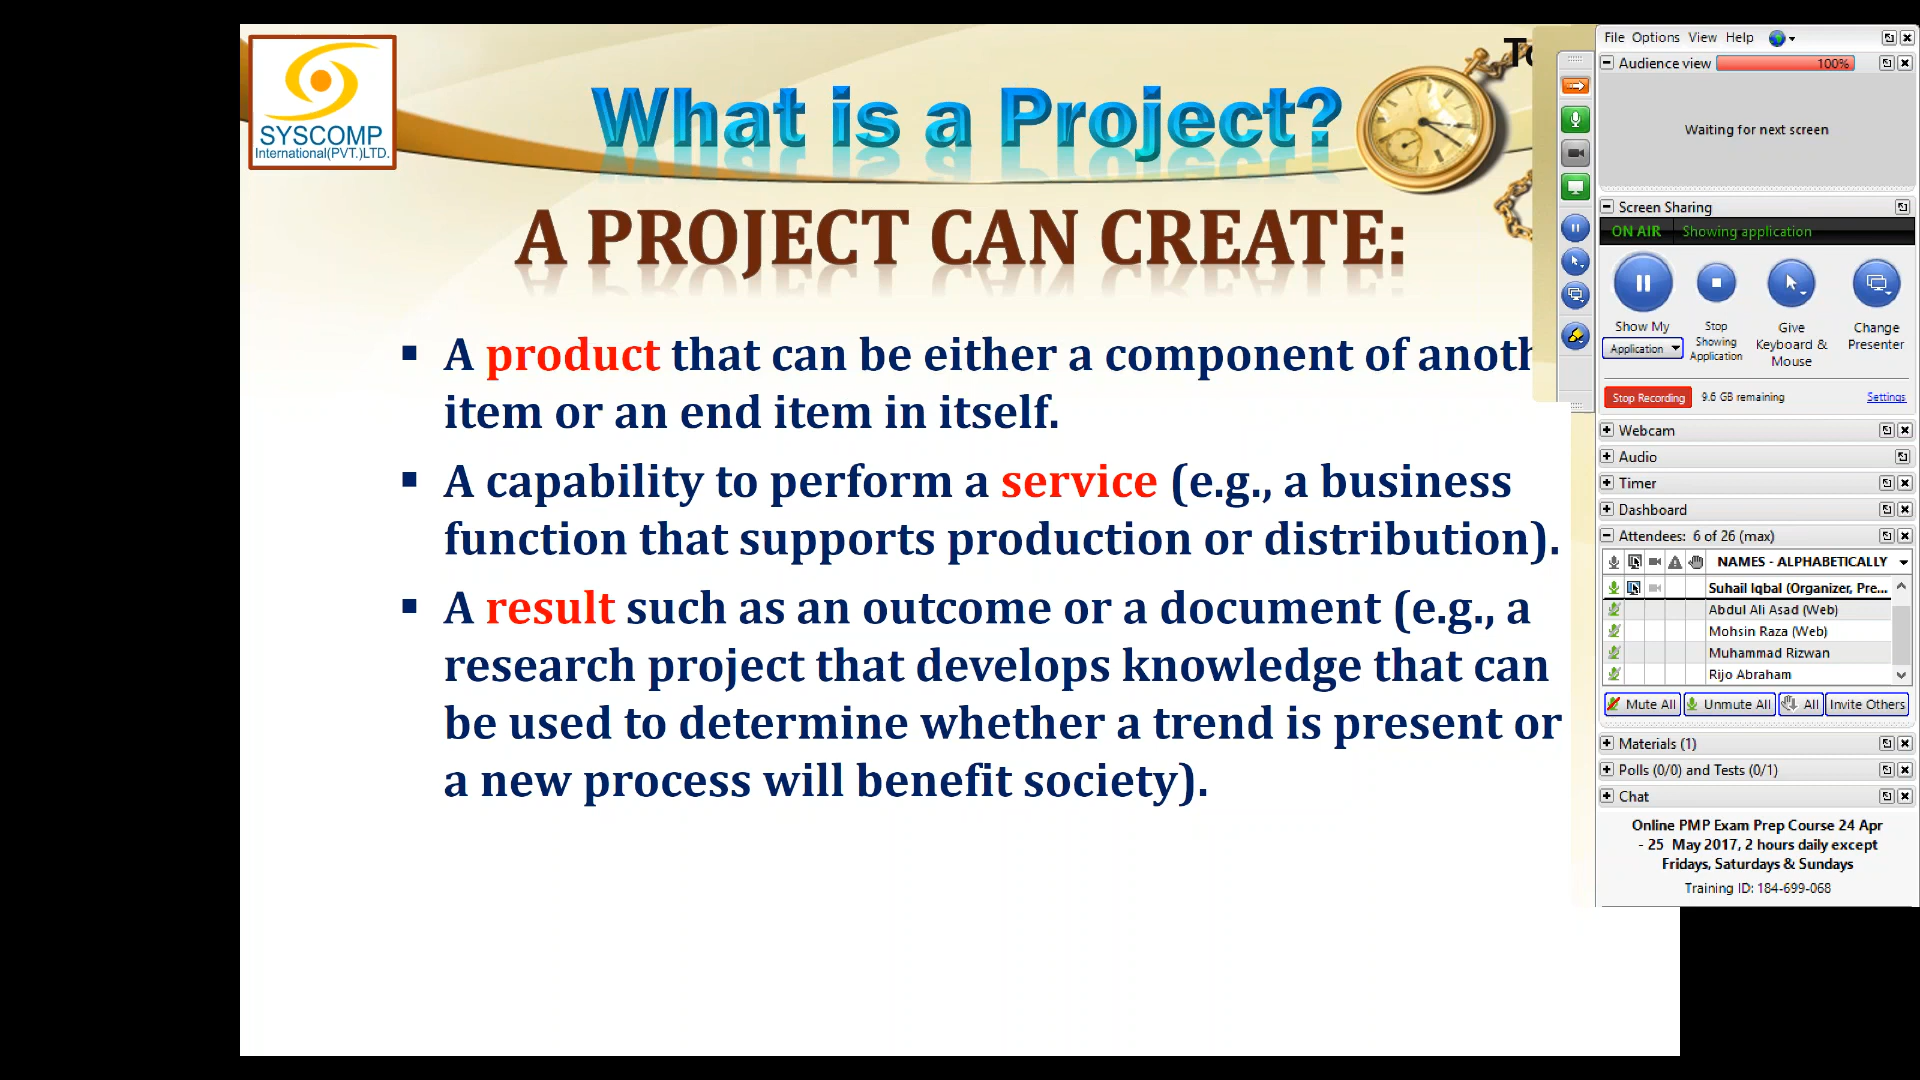 SYSCOMP
International(PVT.)LTD.
What is a Project?
A PROJECT CAN CREATE:
▪ A product that can be either a component of anoth
item or an end item in itself.
▪ A capability to perform a service (e.g., a business
function that supports production or distribution).
▪ A result such as an outcome or a document (e.g., a
research project that develops knowledge that can
be used to determine whether a trend is present or
a new process will benefit society).
File Options View Help
Audience view 100%
Waiting for next screen
Screen Sharing
ON AIR Showing application
Show My
Application
Stop
Showing
Application
Give
Keyboard &
Mouse
Change
Presenter
Stop Recording 9.6 GB remaining Settings
Webcam
Audio
Timer
Dashboard
Attendees: 6 of 26 (max)
NAMES - ALPHABETICALLY
Suhail Iqbal (Organizer, Pre...
Abdul Ali Asad (Web)
Mohsin Raza (Web)
Muhammad Rizwan
Rijo Abraham
Mute All Unmute All All Invite Others
Materials (1)
Polls (0/0) and Tests (0/1)
Chat
Online PMP Exam Prep Course 24 Apr
- 25 May 2017, 2 hours daily except
Fridays, Saturdays & Sundays
Training ID: 184-699-068